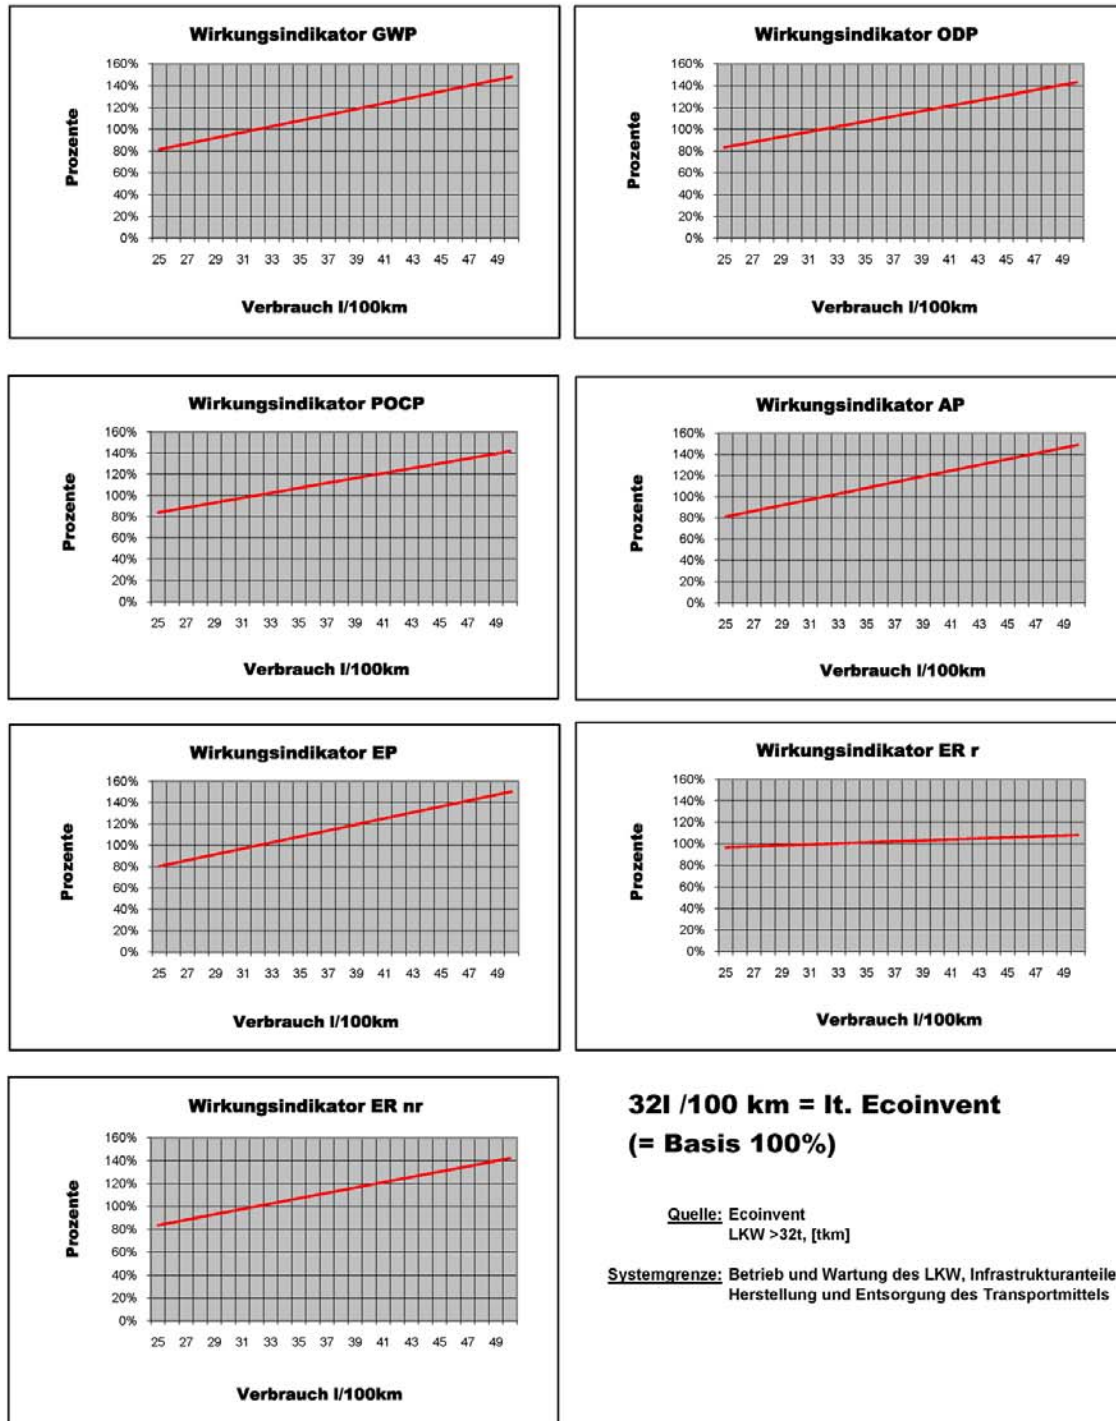 Wirkungsindikator GWP
160%
140%
120%
100%
80%
60%
40%
20%
0%
Prozente
25 27 29 31 33 35 37 39 41 43 45 47 49
Verbrauch l/100km
Wirkungsindikator ODP
160%
140%
120%
100%
80%
60%
40%
20%
0%
Prozente
25 27 29 31 33 35 37 39 41 43 45 47 49
Verbrauch l/100km
Wirkungsindikator POCP
160%
140%
120%
100%
80%
60%
40%
20%
0%
Prozente
25 27 29 31 33 35 37 39 41 43 45 47 49
Verbrauch l/100km
Wirkungsindikator AP
160%
140%
120%
100%
80%
60%
40%
20%
0%
Prozente
25 27 29 31 33 35 37 39 41 43 45 47 49
Verbrauch l/100km
Wirkungsindikator EP
160%
140%
120%
100%
80%
60%
40%
20%
0%
Prozente
25 27 29 31 33 35 37 39 41 43 45 47 49
Verbrauch l/100km
Wirkungsindikator ER r
160%
140%
120%
100%
80%
60%
40%
20%
0%
Prozente
25 27 29 31 33 35 37 39 41 43 45 47 49
Verbrauch l/100km
Wirkungsindikator ER nr
160%
140%
120%
100%
80%
60%
40%
20%
0%
Prozente
25 27 29 31 33 35 37 39 41 43 45 47 49
Verbrauch l/100km
32l /100 km = lt. Ecoinvent
(= Basis 100%)
Quelle: Ecoinvent
LKW >32t, [tkm]
Systemgrenze: Betrieb und Wartung des LKW, Infrastrukturanteile
Herstellung und Entsorgung des Transportmittels